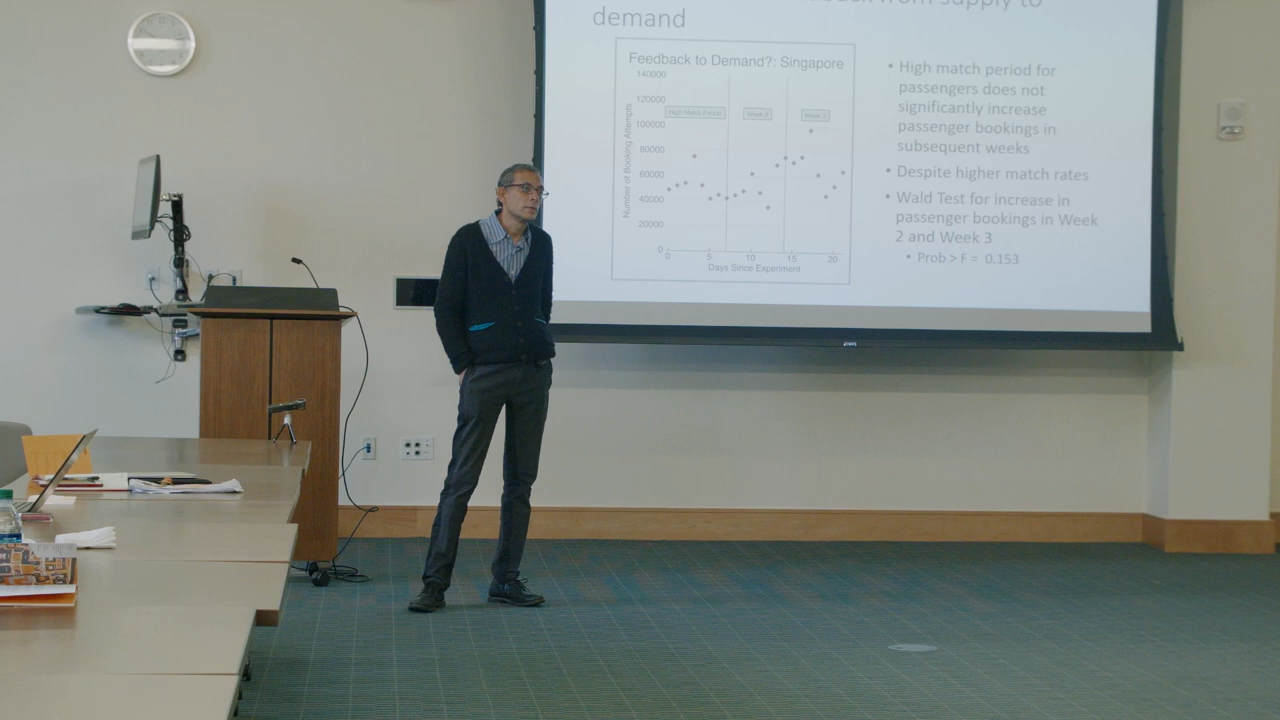 from supply to
demand
Feedback to Demand?: Singapore
140000
120000
100000
80000
60000
40000
20000
0
Number of Booking Attempts
High Match Period
Week 2
Week 3
0 5 10 15 20
Days Since Experiment
• High match period for
passengers does not
significantly increase
passenger bookings in
subsequent weeks
• Despite higher match rates
• Wald Test for increase in
passenger bookings in Week
2 and Week 3
• Prob > F = 0.153